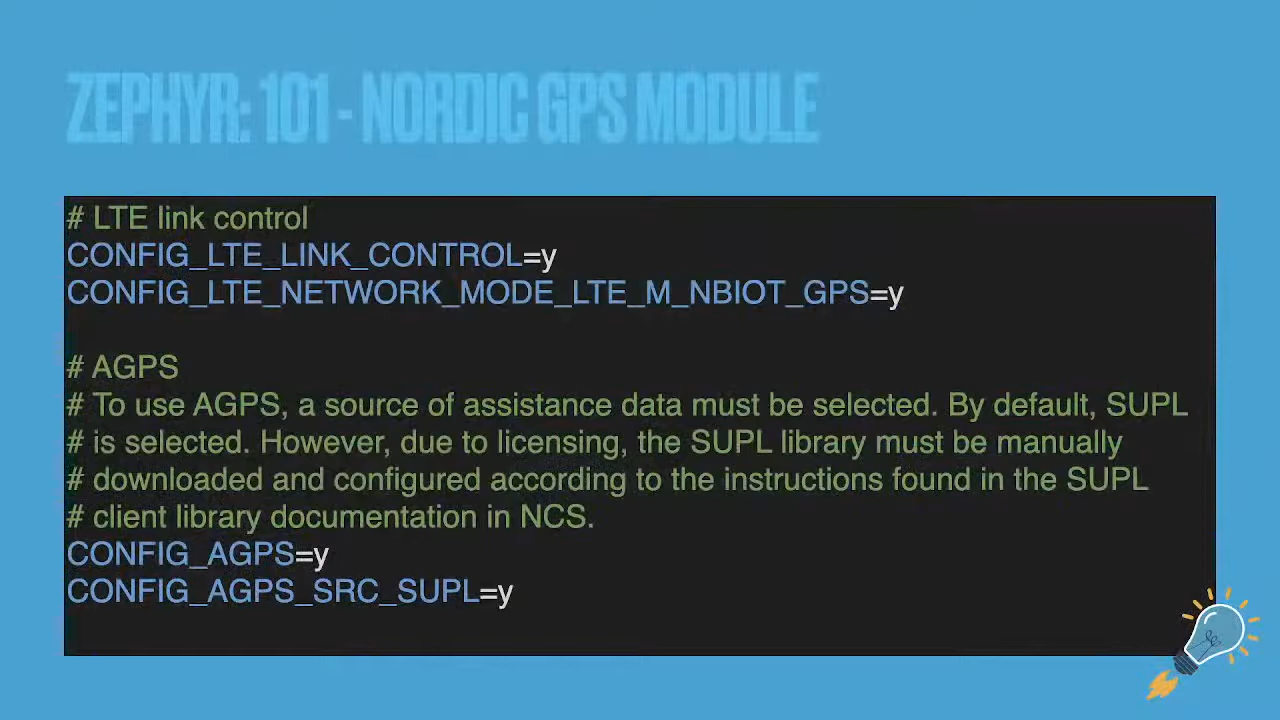 ZEPHYR: 101 - NORDIC GPS MODULE
# LTE link control
CONFIG_LTE_LINK_CONTROL=y
CONFIG_LTE_NETWORK_MODE_LTE_M_NBIOT_GPS=y
# AGPS
# To use AGPS, a source of assistance data must be selected. By default, SUPL
# is selected. However, due to licensing, the SUPL library must be manually
# downloaded and configured according to the instructions found in the SUPL
# client library documentation in NCS.
CONFIG_AGPS=y
CONFIG_AGPS_SRC_SUPL=y